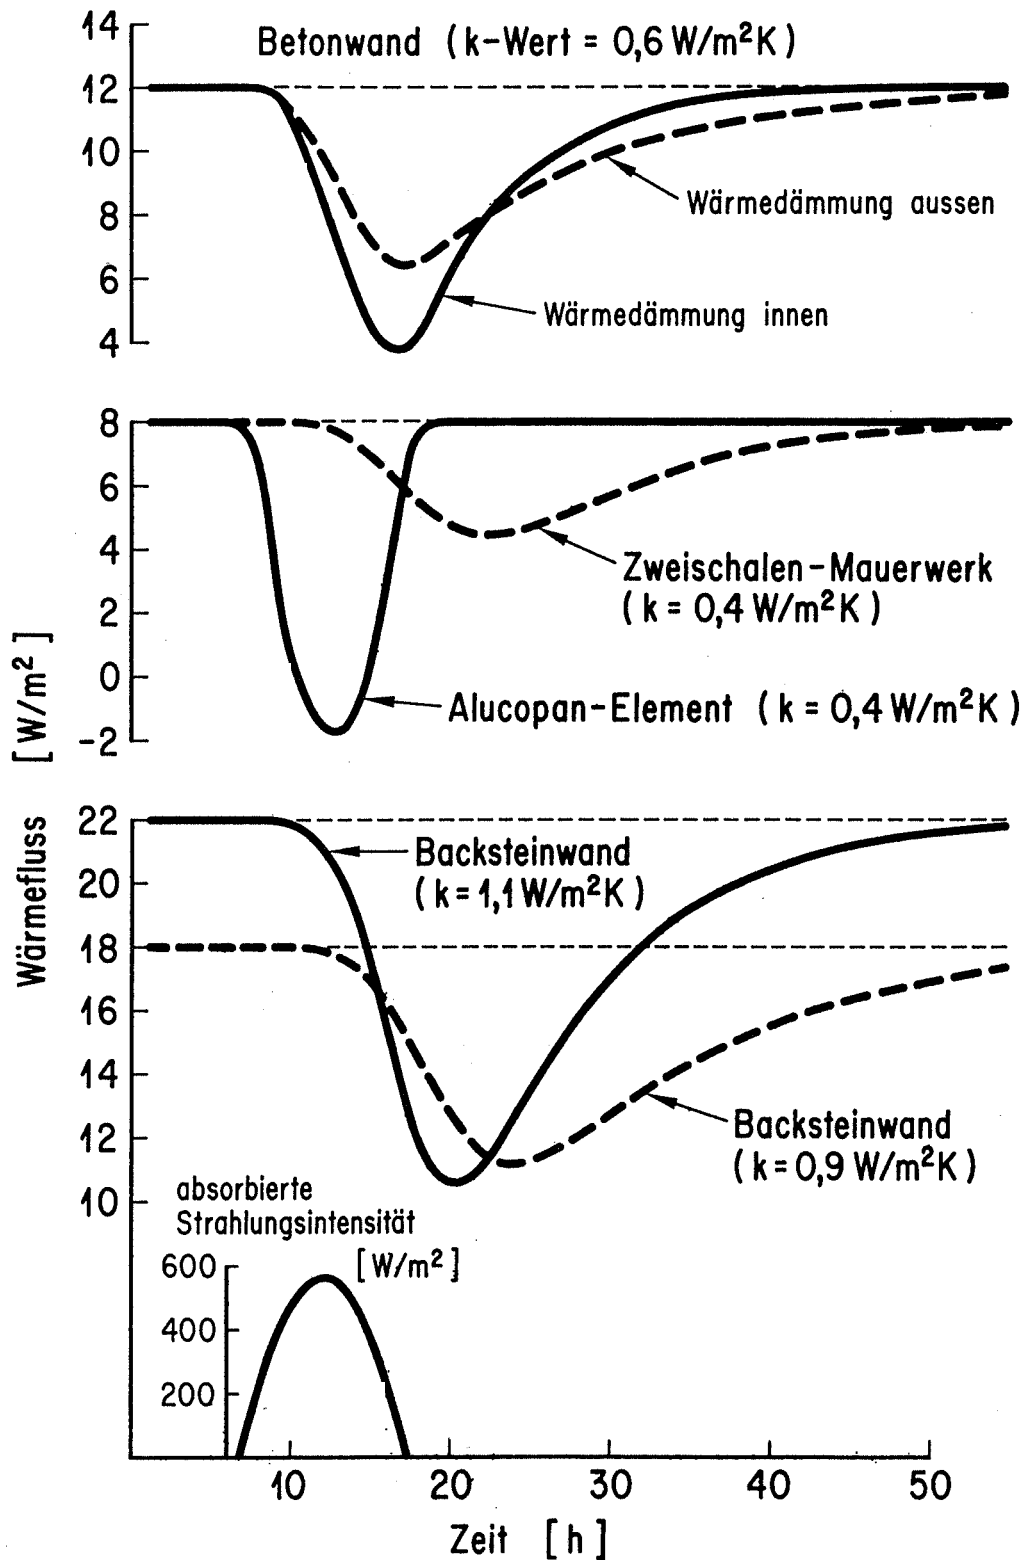 14
Betonwand (k-Wert = 0,6 W/m²K)
12
10
Wärmedämmung aussen
8
6
Wärmedämmung innen
4
8
6
4
Zweischalen-Mauerwerk
(k = 0,4 W/m²K)
2
0
Alucopan-Element (k = 0,4 W/m²K)
-2
Wärmefluss [W/m²]
22
Backsteinwand
(k = 1,1 W/m²K)
20
18
16
14
12
Backsteinwand
(k = 0,9 W/m²K)
10
absorbierte
Strahlungsintensität
[W/m²]
600
400
200
10 20 30 40 50
Zeit [h]